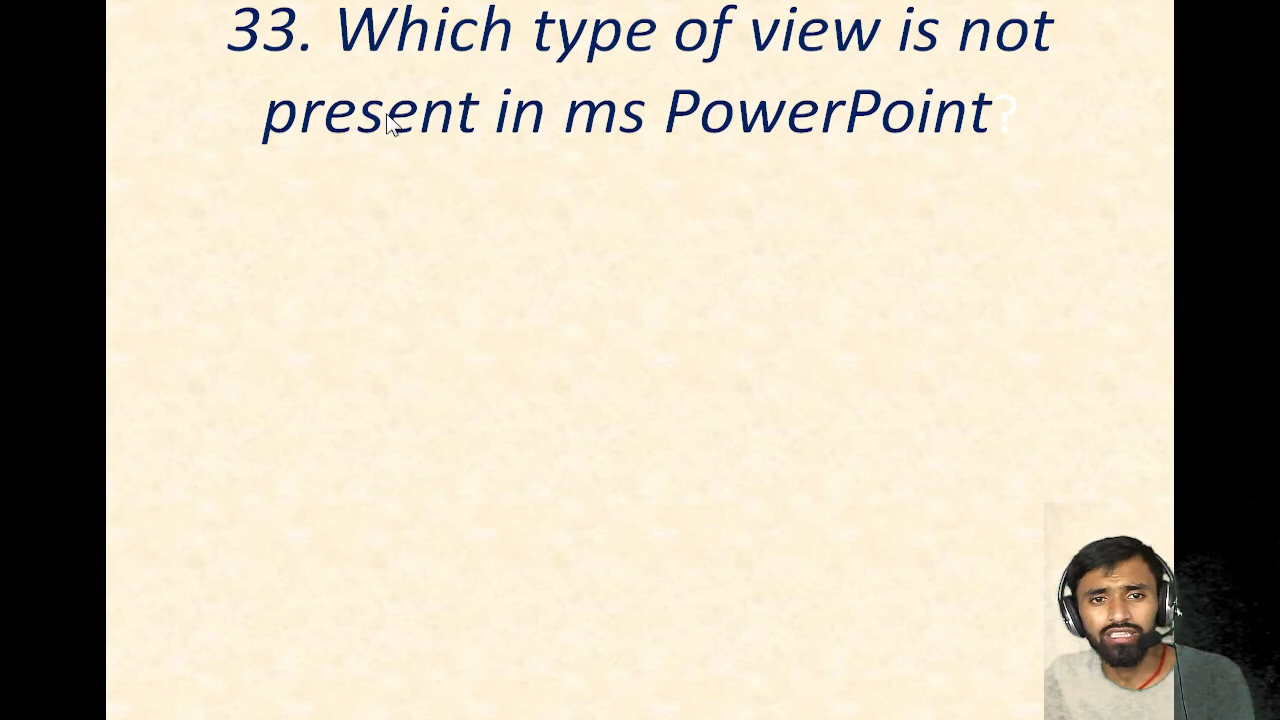 33. Which type of view is not
present in ms PowerPoint?